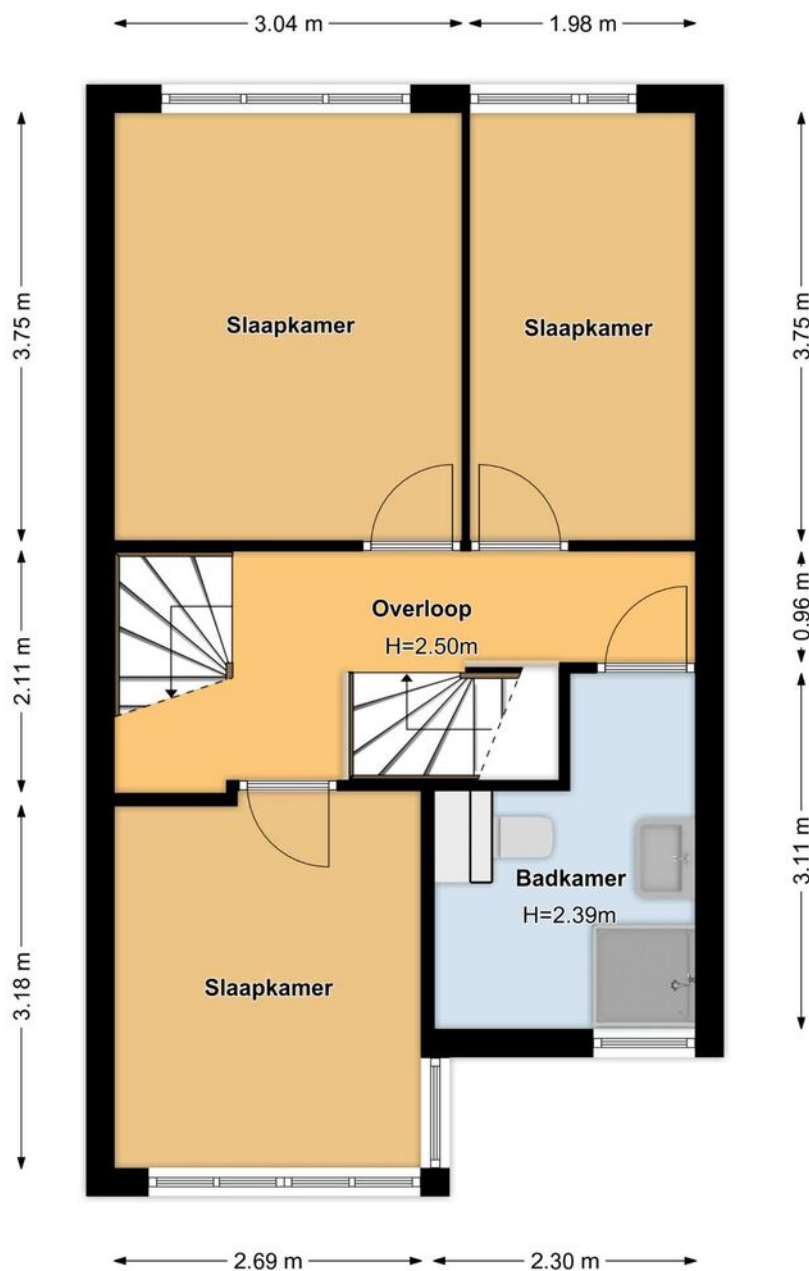 3.04 m
1.98 m
3.75 m
3.75 m
Slaapkamer
Slaapkamer
2.11 m
0.96 m
Overloop
H=2.50m
3.11 m
3.18 m
Badkamer
H=2.39m
Slaapkamer
2.69 m
2.30 m